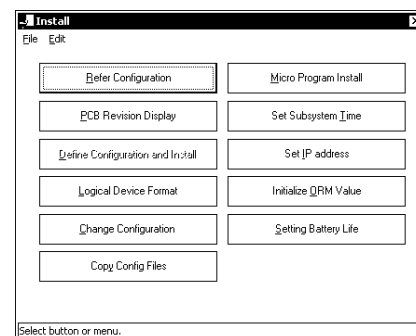 Install
File Edit
Refer Configuration
Micro Program Install
PCB Revision Display
Set Subsystem Time
Define Configuration and Install
Set IP address
Logical Device Format
Initialize ORM Value
Change Configuration
Setting Battery Life
Copy Config Files
Select button or menu.